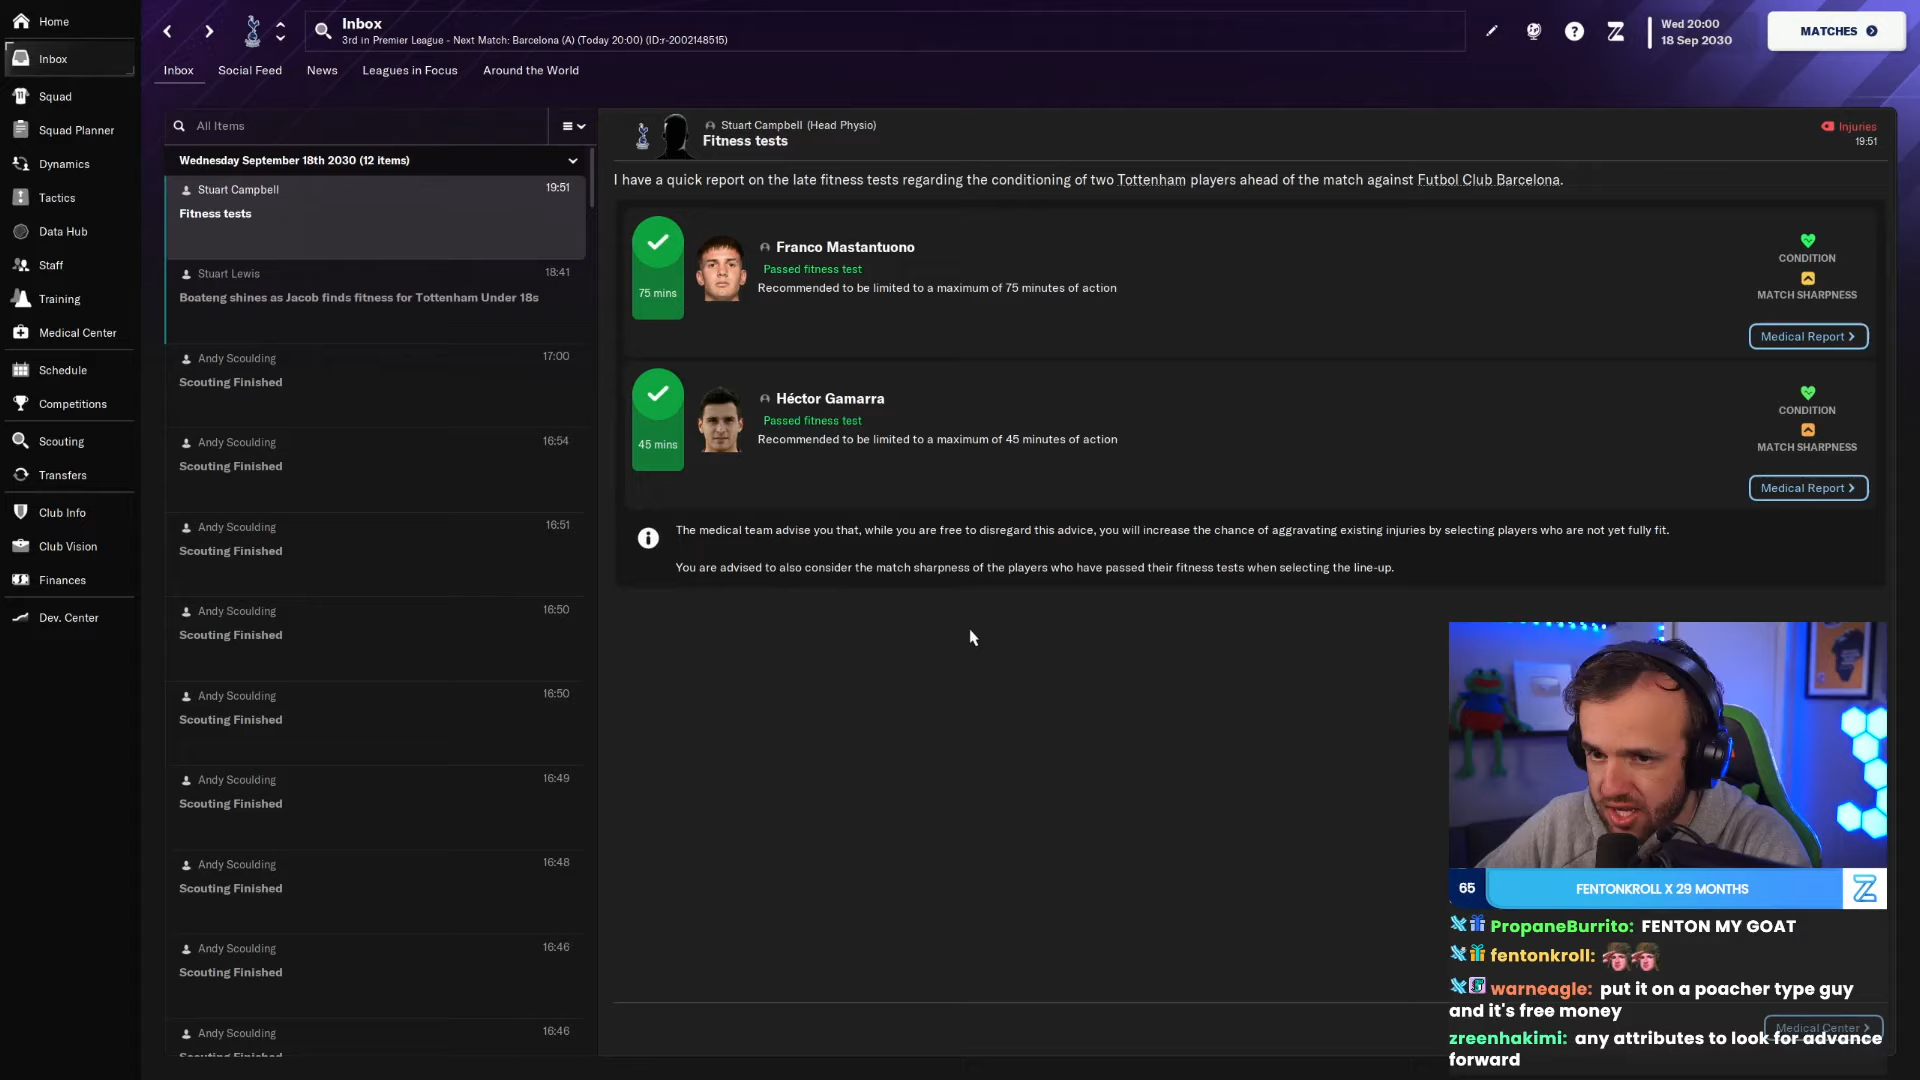 Home
Inbox
Squad
Squad Planner
Dynamics
Tactics
Data Hub
Staff
Training
Medical Center
Schedule
Competitions
Scouting
Transfers
Club Info
Club Vision
Finances
Dev. Center
Inbox
3rd in Premier League - Next Match: Barcelona (A) (Today 20:00) (ID:r-2002148515)
Wed 20:00
18 Sep 2030
MATCHES
Inbox Social Feed News Leagues in Focus Around the World
All Items
Wednesday September 18th 2030 (12 items)
Stuart Campbell 19:51
Fitness tests
Stuart Lewis 18:41
Boateng shines as Jacob finds fitness for Tottenham Under 18s
Andy Scoulding 17:00
Scouting Finished
Andy Scoulding 16:54
Scouting Finished
Andy Scoulding 16:51
Scouting Finished
Andy Scoulding 16:50
Scouting Finished
Andy Scoulding 16:50
Scouting Finished
Andy Scoulding 16:49
Scouting Finished
Andy Scoulding 16:48
Scouting Finished
Andy Scoulding 16:46
Scouting Finished
Andy Scoulding 16:46
Scouting Finished
Stuart Campbell (Head Physio)
Fitness tests
Injuries
19:51
I have a quick report on the late fitness tests regarding the conditioning of two Tottenham players ahead of the match against Futbol Club Barcelona.
75 mins
Franco Mastantuono
Passed fitness test
Recommended to be limited to a maximum of 75 minutes of action
CONDITION
MATCH SHARPNESS
Medical Report
45 mins
Héctor Gamarra
Passed fitness test
Recommended to be limited to a maximum of 45 minutes of action
CONDITION
MATCH SHARPNESS
Medical Report
The medical team advise you that, while you are free to disregard this advice, you will increase the chance of aggravating existing injuries by selecting players who are not yet fully fit.
You are advised to also consider the match sharpness of the players who have passed their fitness tests when selecting the line-up.
65 FENTONKROLL X 29 MONTHS
PropaneBurrito: FENTON MY GOAT
fentonkroll:
warneagle: put it on a poacher type guy
and it's free money
Medical Center
zreenhakimi: any attributes to look for advance
forward